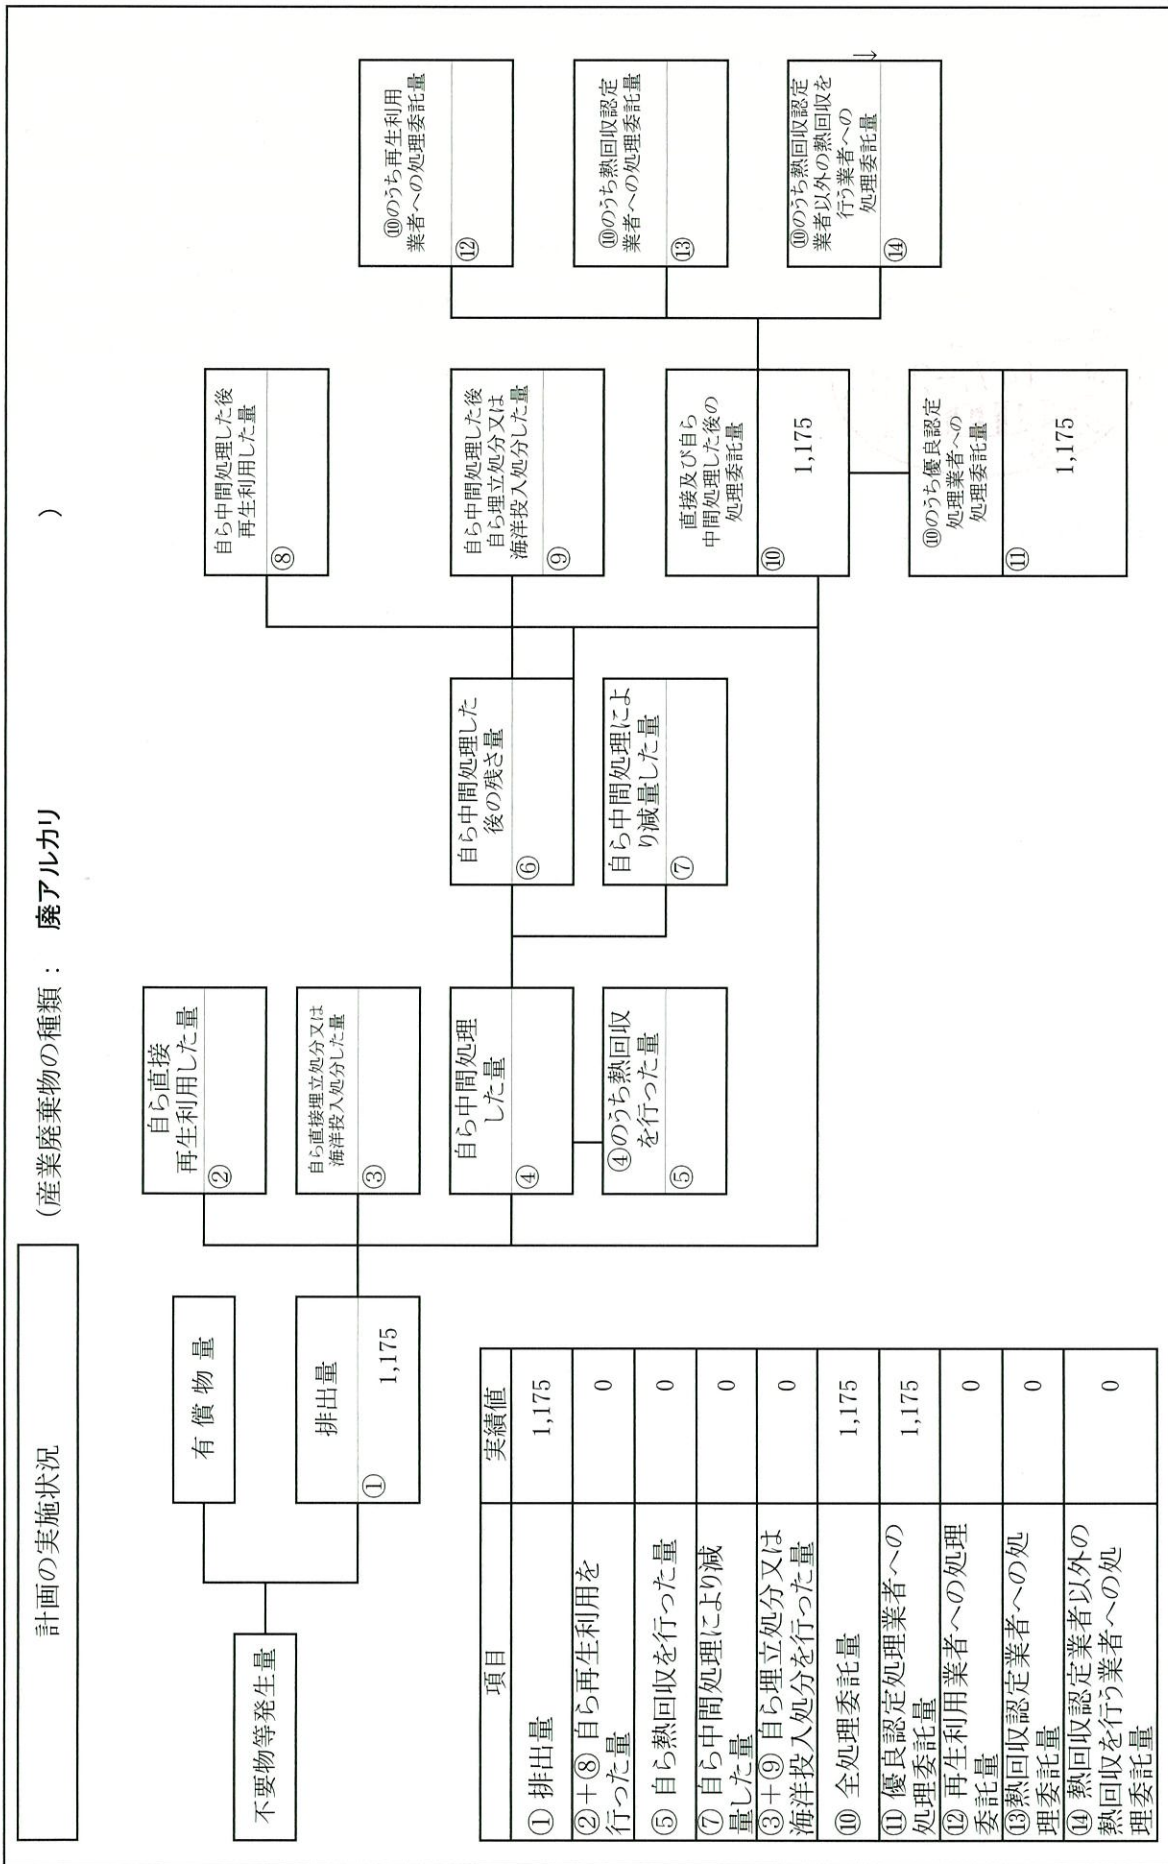 計画の実施状況
(産業廃棄物の種類： 廃アルカリ )
不要物等発生量
有 償 物 量
排出量
① 1,175
自ら直接
再生利用した量
②
自ら直接埋立処分又は
海洋投入処分した量
③
自ら中間処理
した量
④
④のうち熱回収
を行った量
⑤
自ら中間処理した
後の残さ量
⑥
自ら中間処理によ
り減量した量
⑦
自ら中間処理した後
再生利用した量
⑧
自ら中間処理した後
自ら埋立処分又は
海洋投入処分した量
⑨
直接及び自ら
中間処理した後の
処理委託量
⑩ 1,175
⑩のうち優良認定
処理業者への
処理委託量
⑪ 1,175
⑩のうち再生利用
業者への処理委託量
⑫
⑩のうち熱回収認定
業者への処理委託量
⑬
⑩のうち熱回収認定
業者以外の熱回収を
行う業者への
処理委託量
⑭
↓
項目 実績値
① 排出量 1,175
②＋⑧ 自ら再生利用を
行った量 0
⑤ 自ら熱回収を行った量 0
⑦ 自ら中間処理により減
量した量 0
③＋⑨ 自ら埋立処分又は
海洋投入処分を行った量 0
⑩ 全処理委託量 1,175
⑪ 優良認定処理業者への
処理委託量 1,175
⑫ 再生利用業者への処理
委託量 0
⑬熱回収認定業者への処
理委託量 0
⑭ 熱回収認定業者以外の
熱回収を行う業者への処
理委託量 0